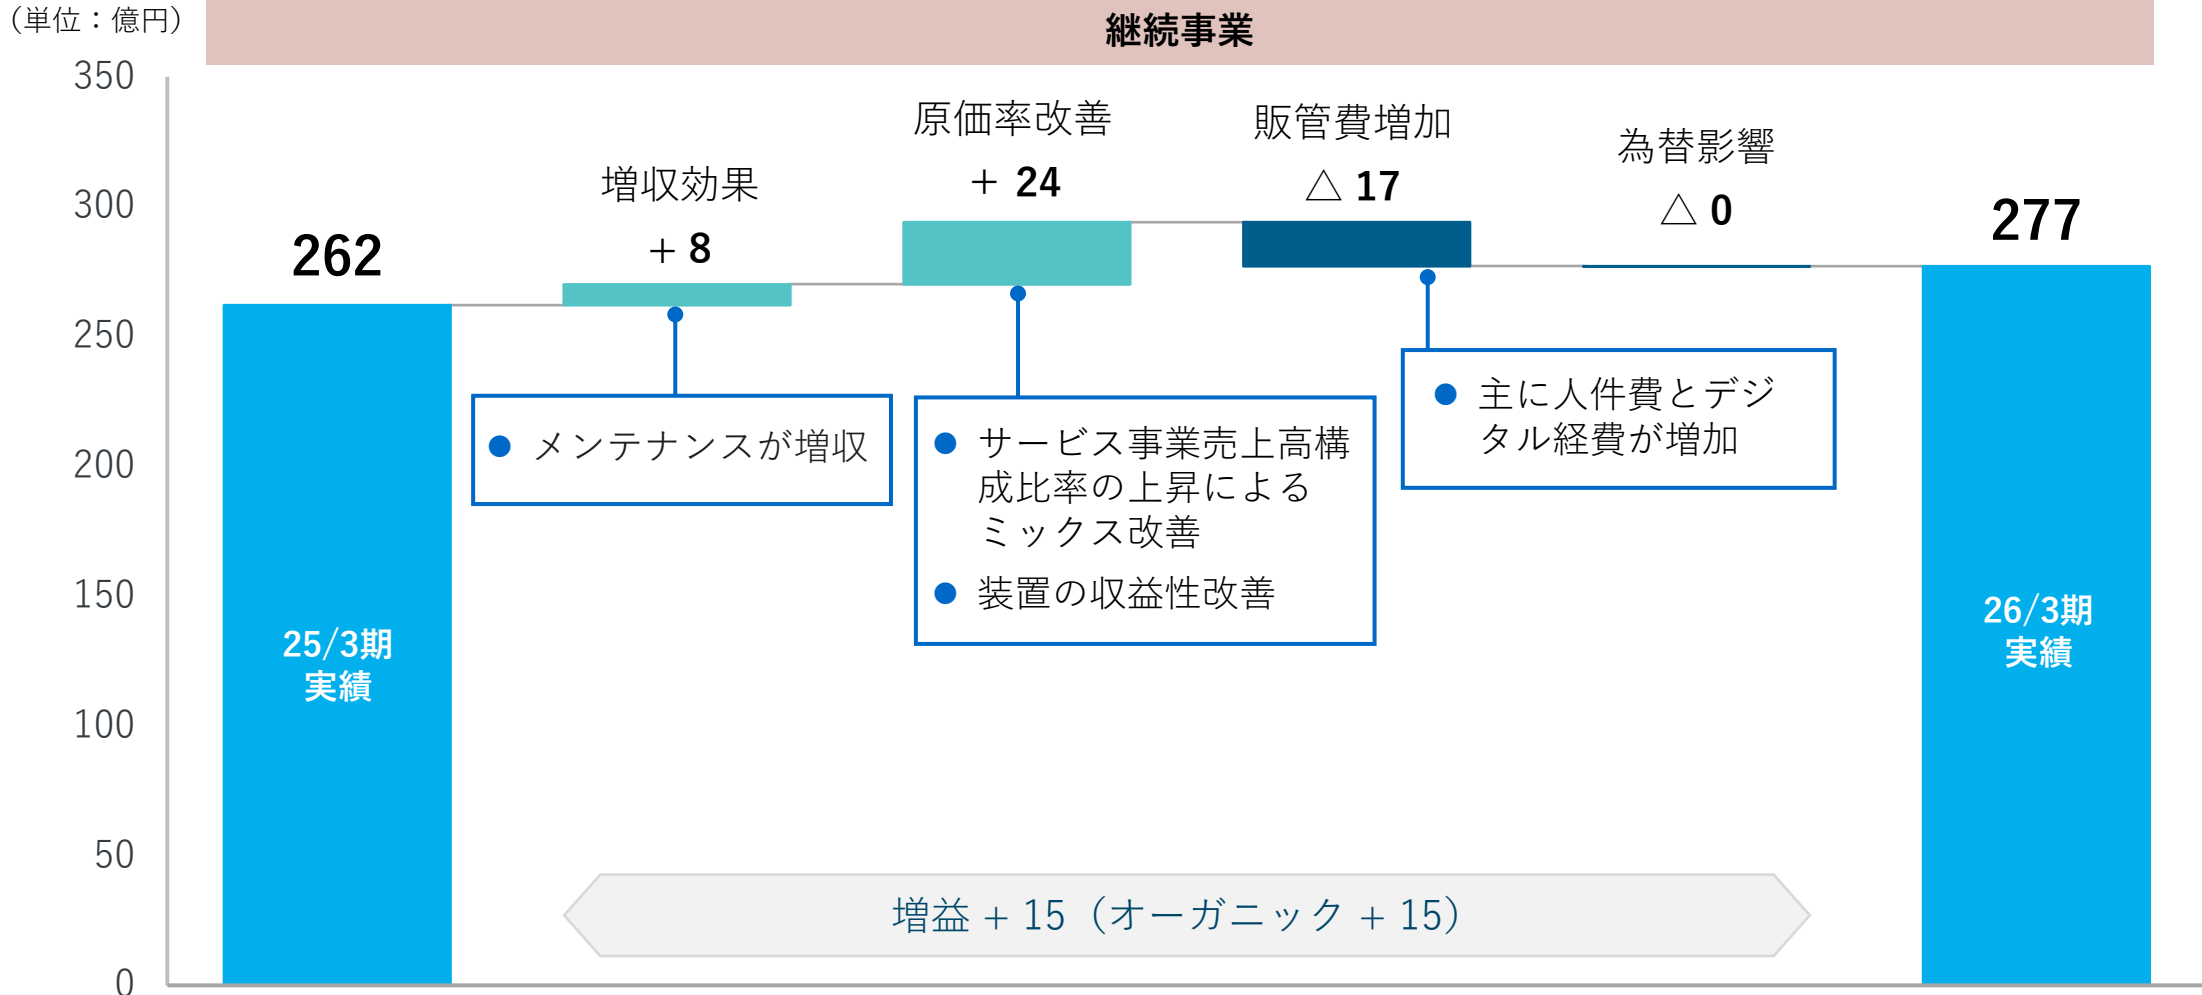 （単位：億円）
継続事業
350
300
250
200
150
100
50
0
262
25/3期
実績
増収効果
+ 8
メンテナンスが増収
原価率改善
+ 24
サービス事業売上高構
成比率の上昇による
ミックス改善
装置の収益性改善
販管費増加
△ 17
主に人件費とデジ
タル経費が増加
為替影響
△ 0
277
26/3期
実績
増益 + 15（オーガニック + 15）